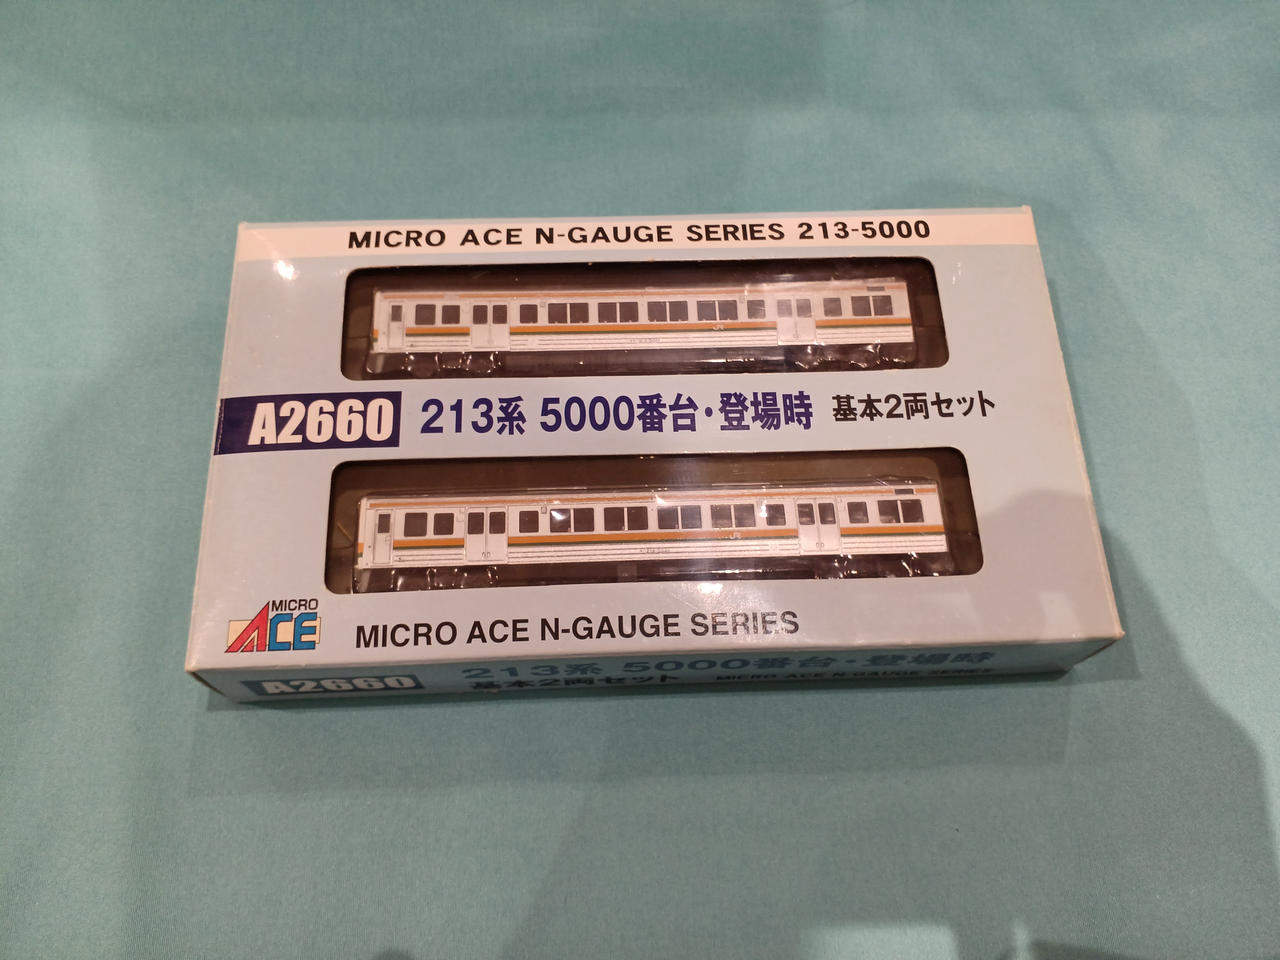 MICRO ACE N-GAUGE SERIES 213-5000
JR
A2660 213系 5000番台・登場時 基本2両セット
JR
MICRO ACE
MICRO ACE N-GAUGE SERIES
A2660 213系 5000番台・登場時
基本2両セット MICRO ACE N GAUGE SERIES